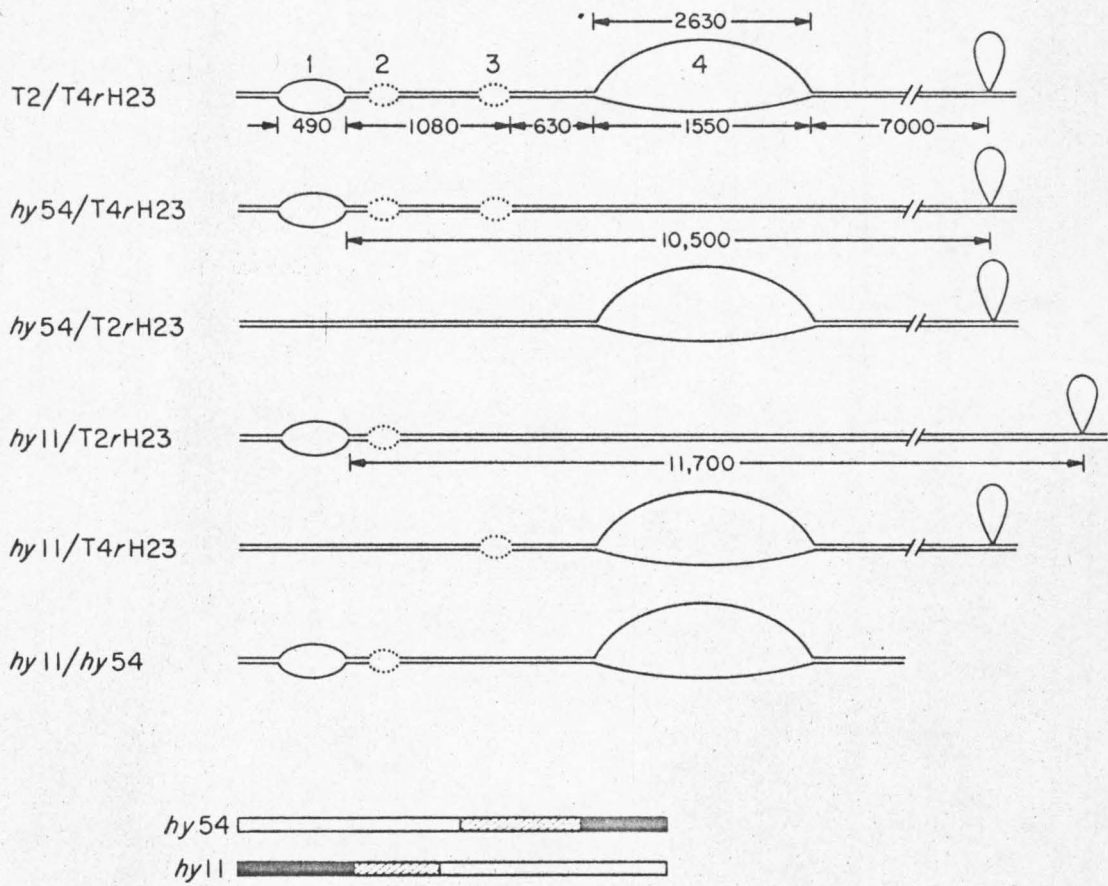 2630
1 2 3 4
T2/T4rH23
490 1080 630 1550 7000
hy54/T4rH23
10,500
hy54/T2rH23
hy11/T2rH23
11,700
hy11/T4rH23
hy11/hy54
hy54
hy11